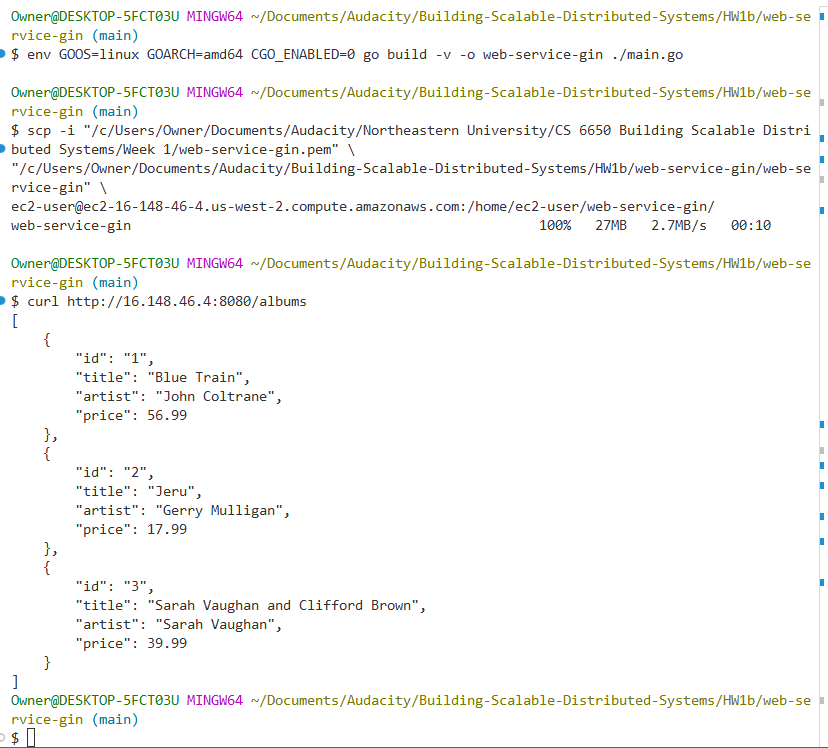 Owner@DESKTOP-5FCT03U MINGW64 ~/Documents/Audacity/Building-Scalable-Distributed-Systems/HW1b/web-se
rvice-gin (main)
$ env GOOS=linux GOARCH=amd64 CGO_ENABLED=0 go build -v -o web-service-gin ./main.go
Owner@DESKTOP-5FCT03U MINGW64 ~/Documents/Audacity/Building-Scalable-Distributed-Systems/HW1b/web-se
rvice-gin (main)
$ scp -i "/c/Users/Owner/Documents/Audacity/Northeastern University/CS 6650 Building Scalable Distri
buted Systems/Week 1/web-service-gin.pem" \
"/c/Users/Owner/Documents/Audacity/Building-Scalable-Distributed-Systems/HW1b/web-service-gin/web-se
rvice-gin" \
ec2-user@ec2-16-148-46-4.us-west-2.compute.amazonaws.com:/home/ec2-user/web-service-gin/
web-service-gin 100% 27MB 2.7MB/s 00:10
Owner@DESKTOP-5FCT03U MINGW64 ~/Documents/Audacity/Building-Scalable-Distributed-Systems/HW1b/web-se
rvice-gin (main)
$ curl http://16.148.46.4:8080/albums
[
    {
        "id": "1",
        "title": "Blue Train",
        "artist": "John Coltrane",
        "price": 56.99
    },
    {
        "id": "2",
        "title": "Jeru",
        "artist": "Gerry Mulligan",
        "price": 17.99
    },
    {
        "id": "3",
        "title": "Sarah Vaughan and Clifford Brown",
        "artist": "Sarah Vaughan",
        "price": 39.99
    }
]
Owner@DESKTOP-5FCT03U MINGW64 ~/Documents/Audacity/Building-Scalable-Distributed-Systems/HW1b/web-se
rvice-gin (main)
$